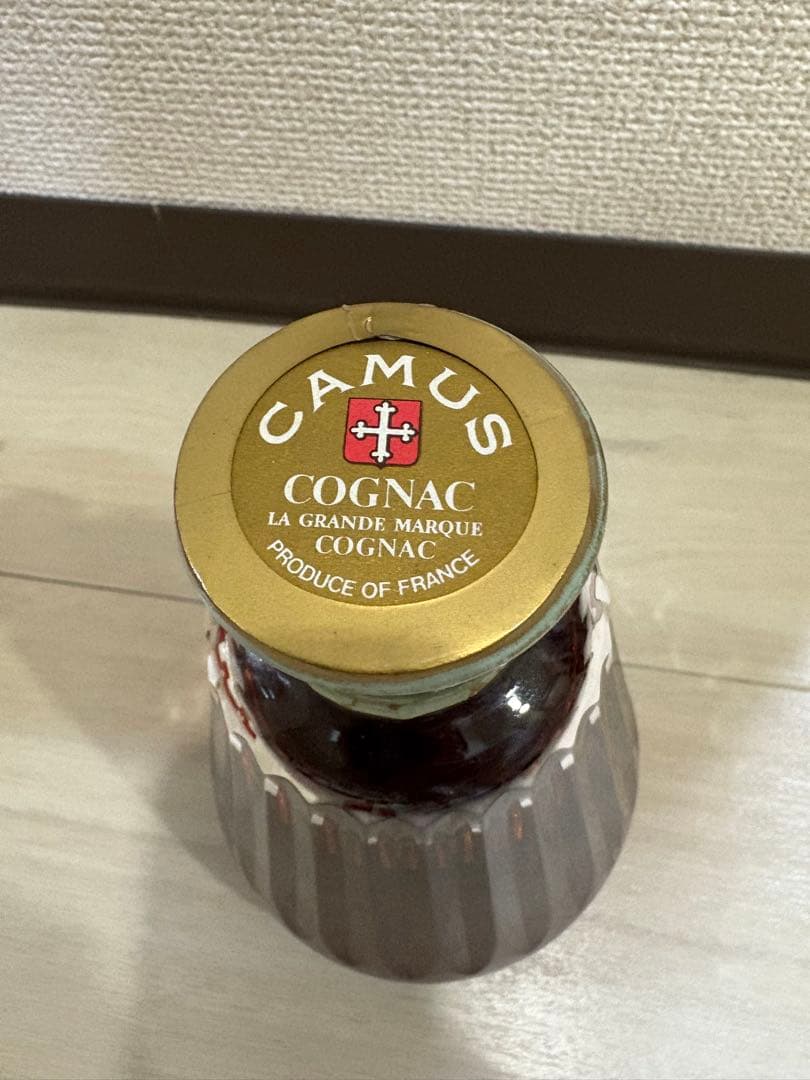 CAMUS
COGNAC
LA GRANDE MARQUE
COGNAC
PRODUCE OF FRANCE